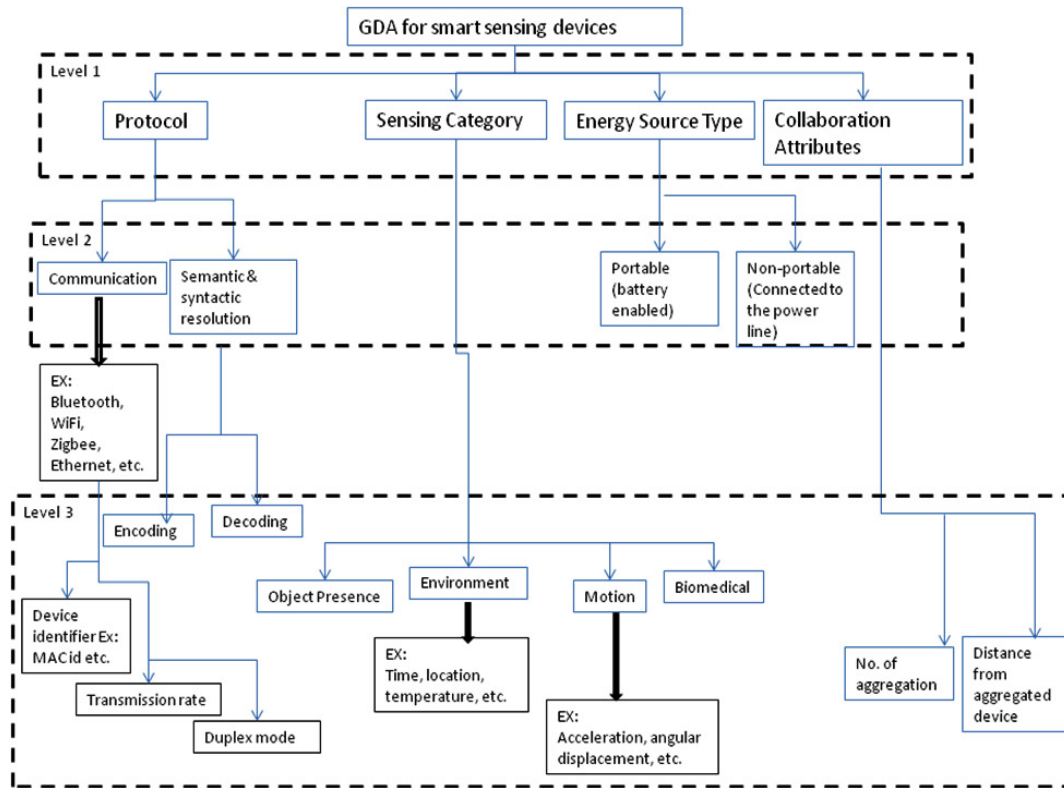 GDA for smart sensing devices
Level 1
Protocol
Sensing Category
Energy Source Type
Collaboration
Attributes
Level 2
Communication
Semantic &
syntactic
resolution
Portable
(battery
enabled)
Non-portable
(Connected to
the power
line)
EX:
Bluetooth,
WiFi,
Zigbee,
Ethernet, etc.
Level 3
Encoding
Decoding
Object Presence
Environment
Motion
Biomedical
Device
identifier Ex:
MAC id etc.
Transmission rate
Duplex mode
EX:
Time, location,
temperature, etc.
EX:
Acceleration, angular
displacement, etc.
No. of
aggregation
Distance
from
aggregated
device